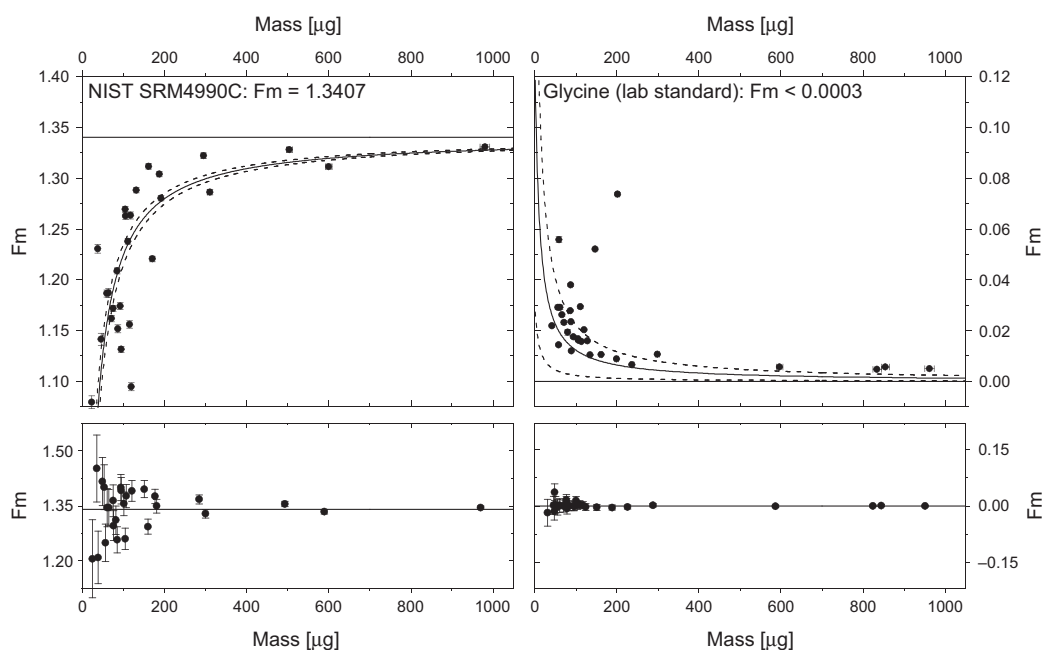 Mass [μg]
Mass [μg]
0 200 400 600 800 1000
0 200 400 600 800 1000
NIST SRM4990C: Fm = 1.3407
Glycine (lab standard): Fm < 0.0003
1.40
1.35
1.30
1.25
1.20
1.15
1.10
Fm
0.12
0.10
0.08
0.06
0.04
0.02
0.00
Fm
1.50
1.35
1.20
Fm
0.15
0.00
−0.15
Fm
0 200 400 600 800 1000
0 200 400 600 800 1000
Mass [μg]
Mass [μg]